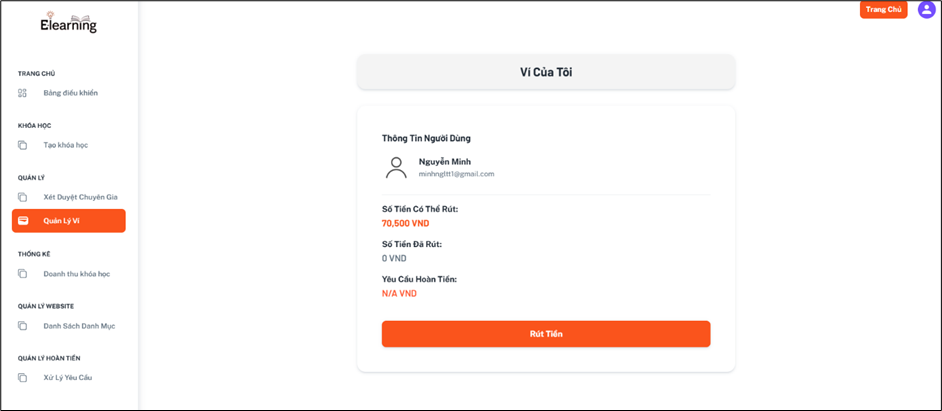 Elearning
Trang Chủ
TRANG CHỦ
Bảng điều khiển
KHÓA HỌC
Tạo khóa học
QUẢN LÝ
Xét Duyệt Chuyên Gia
Quản Lý Ví
THỐNG KÊ
Doanh thu khóa học
QUẢN LÝ WEBSITE
Danh Sách Danh Mục
QUẢN LÝ HOÀN TIỀN
Xử Lý Yêu Cầu
Ví Của Tôi
Thông Tin Người Dùng
Nguyễn Minh
minhngttt1@gmail.com
Số Tiền Có Thể Rút:
70,500 VND
Số Tiền Đã Rút:
0 VND
Yêu Cầu Hoàn Tiền:
N/A VND
Rút Tiền